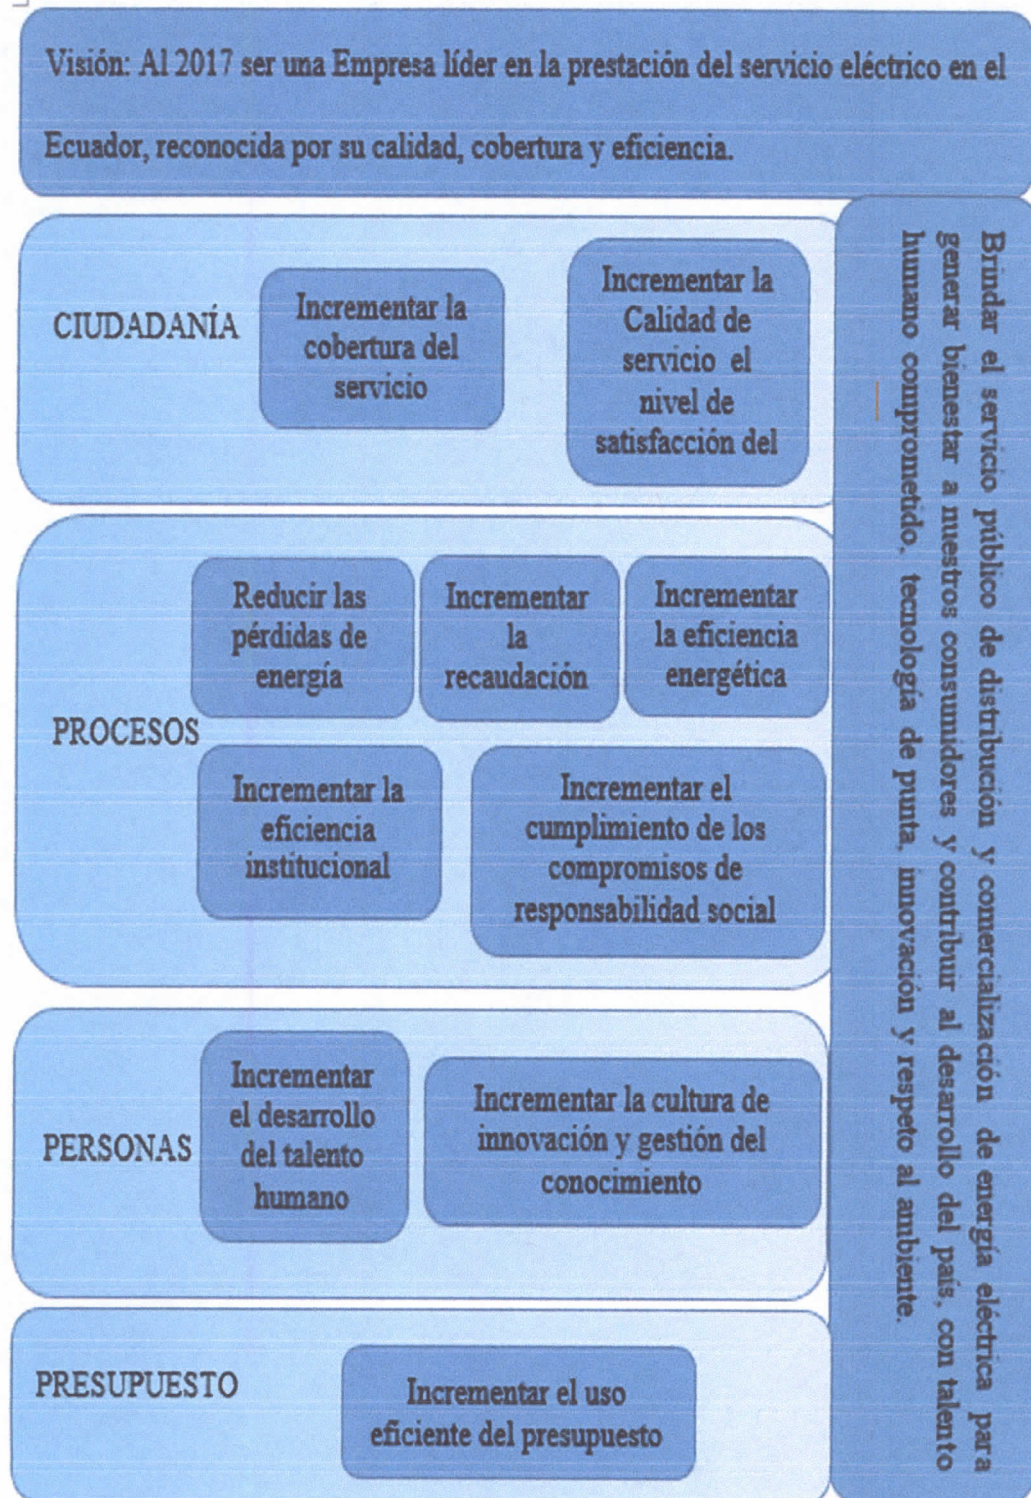 Visión: Al 2017 ser una Empresa líder en la prestación del servicio eléctrico en el
Ecuador, reconocida por su calidad, cobertura y eficiencia.
CIUDADANÍA
Incrementar la
cobertura del
servicio
Incrementar la
Calidad de
servicio el
nivel de
satisfacción del
PROCESOS
Reducir las
pérdidas de
energía
Incrementar
la
recaudación
Incrementar
la eficiencia
energética
Incrementar la
eficiencia
institucional
Incrementar el
cumplimiento de los
compromisos de
responsabilidad social
PERSONAS
Incrementar
el desarrollo
del talento
humano
Incrementar la cultura de
innovación y gestión del
conocimiento
PRESUPUESTO
Incrementar el uso
eficiente del presupuesto
Brindar el servicio público de distribución y comercialización de energía eléctrica para
generar bienestar a nuestros consumidores y contribuir al desarrollo del país, con talento
humano comprometido, tecnología de punta, innovación y respeto al ambiente.